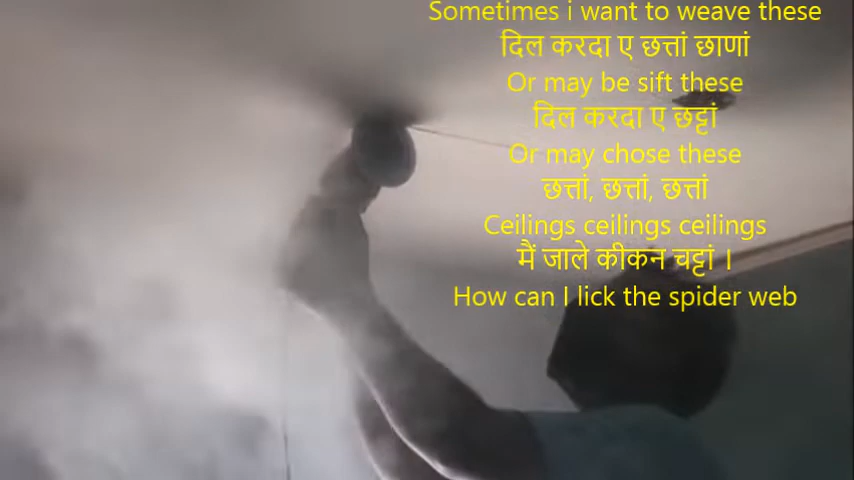 Sometimes i want to weave these
दिल करदा ए छत्तां छाणां
Or may be sift these
दिल करदा ए छट्टां
Or may chose these
छत्तां, छत्तां, छत्तां
Ceilings ceilings ceilings
मैं जाले कीकन चट्टां ।
How can I lick the spider web